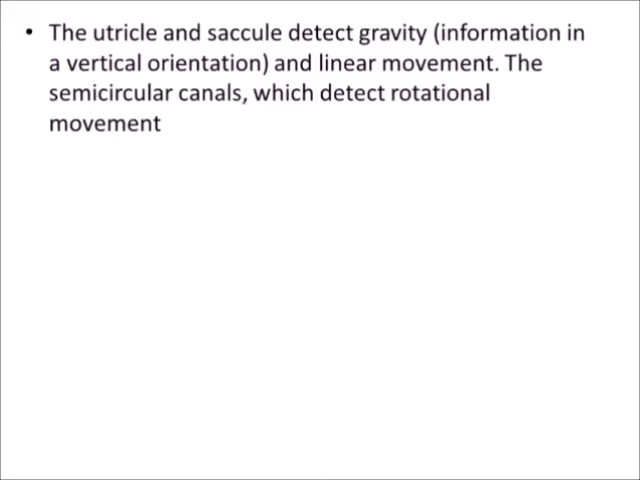 • The utricle and saccule detect gravity (information in
a vertical orientation) and linear movement. The
semicircular canals, which detect rotational
movement